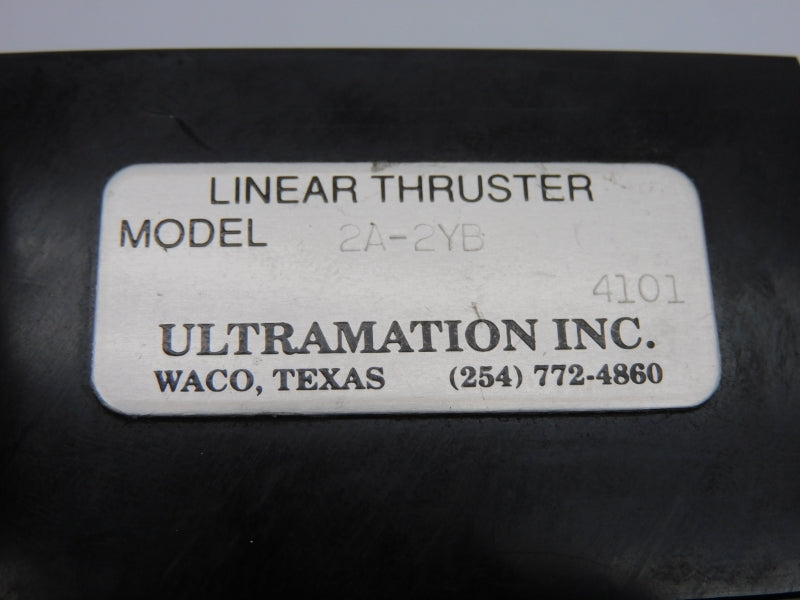 LINEAR THRUSTER
MODEL 2A-2YB
4101
ULTRAMATION INC.
WACO, TEXAS (254) 772-4860